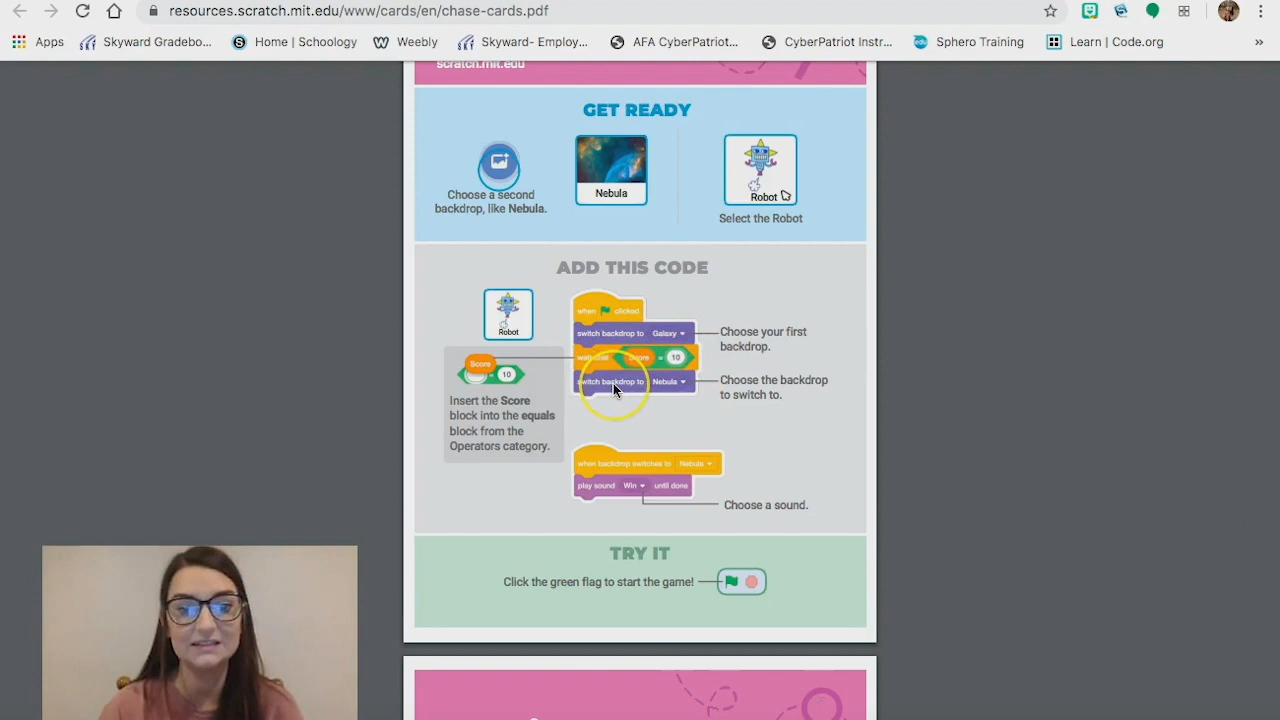 resources.scratch.mit.edu/www/cards/en/chase-cards.pdf
Apps Skyward Gradebo... Home | Schoology Weebly Skyward- Employ... AFA CyberPatriot... CyberPatriot Instr... Sphero Training Learn | Code.org »
scratch.mit.edu
GET READY
Choose a second
backdrop, like Nebula.
Nebula
Robot
Select the Robot
ADD THIS CODE
Robot
Score
= 10
Insert the Score
block into the equals
block from the
Operators category.
when clicked
switch backdrop to Galaxy
wait until Score = 10
switch backdrop to Nebula
Choose your first
backdrop.
Choose the backdrop
to switch to.
when backdrop switches to Nebula
play sound Win until done
Choose a sound.
TRY IT
Click the green flag to start the game!